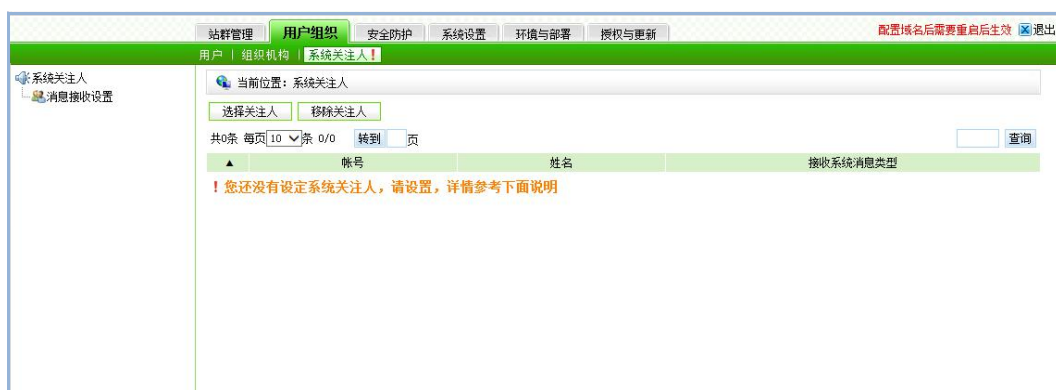 站群管理 用户组织 安全防护 系统设置 环境与部署 授权与更新 配置域名后需要重启后生效 退出
用户 | 组织机构 | 系统关注人!
系统关注人
消息接收设置
当前位置：系统关注人
选择关注人 移除关注人
共0条 每页 10 条 0/0 转到 页 查询
▲ 帐号 姓名 接收系统消息类型
! 您还没有设定系统关注人，请设置，详情参考下面说明